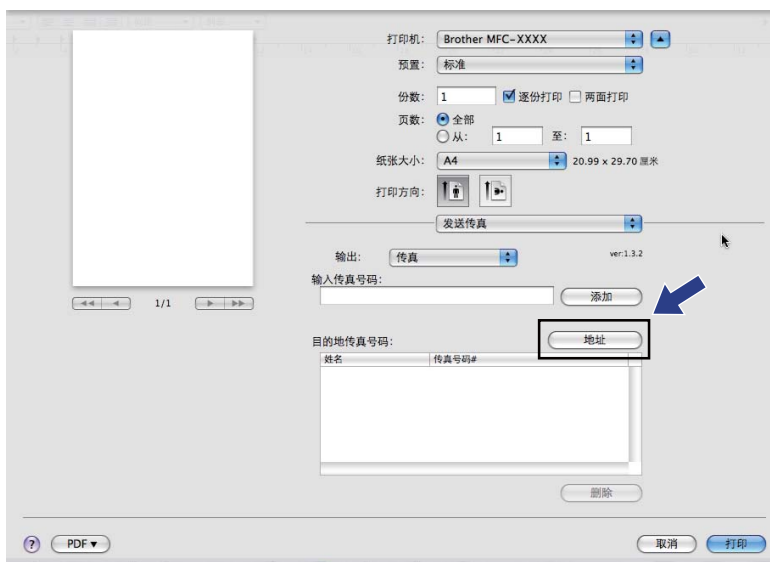 打印机: Brother MFC-XXXX
预置: 标准
份数: 1 逐份打印 两面打印
页数: 全部
从: 1 至: 1
纸张大小: A4 20.99 x 29.70 厘米
打印方向:
发送传真
输出: 传真 ver:1.3.2
输入传真号码:
添加
1/1
地址
目的地传真号码:
姓名 传真号码#
删除
? PDF▼ 取消 打印